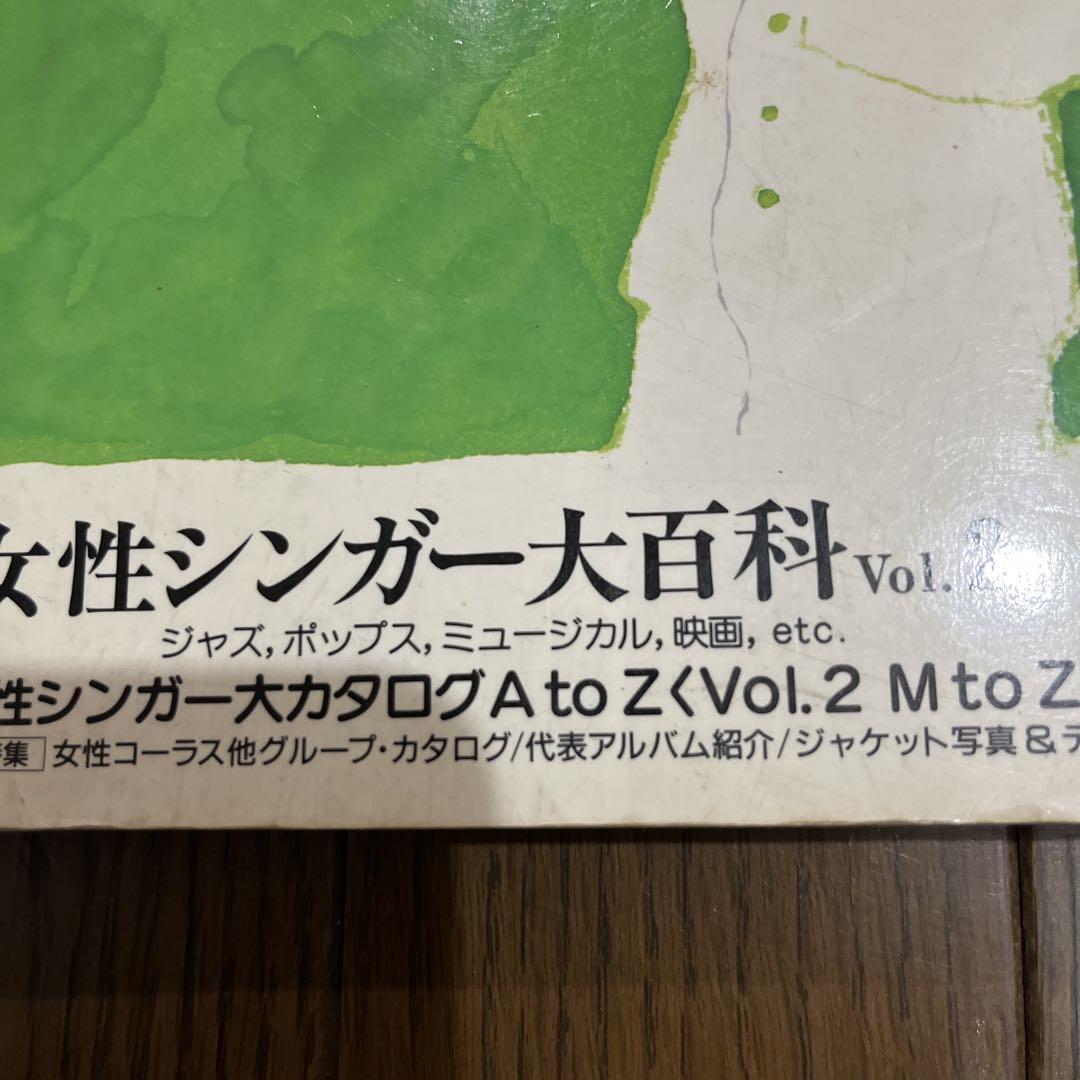 女性シンガー大百科 Vol.2
ジャズ,ポップス,ミュージカル,映画, etc.
性シンガー大カタログA to Z〈Vol.2 M to Z
集 女性コーラス他グループ・カタログ/代表アルバム紹介/ジャケット写真&デ